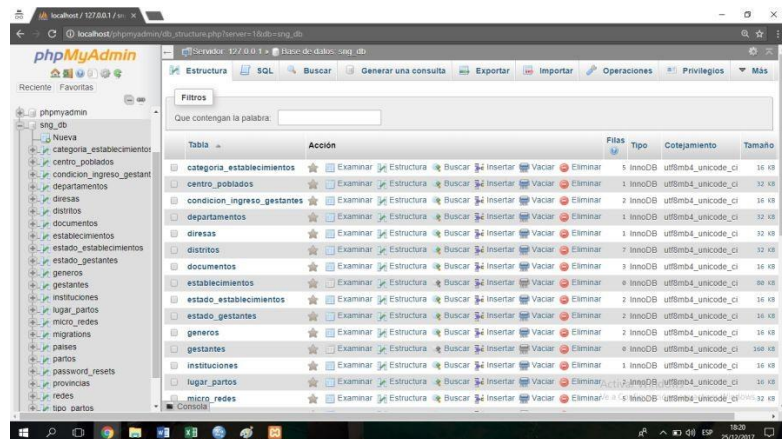 localhost / 127.0.0.1 / sn
localhost/phpmyadmin/db_structure.php?server=1&db=sng_db
phpMyAdmin
Reciente Favoritas
phpmyadmin
sng_db
Nueva
categoria_establecimientos
centro_poblados
condicion_ingreso_gestant
departamentos
diresas
distritos
documentos
establecimientos
estado_establecimientos
estado_gestantes
generos
gestantes
instituciones
lugar_partos
micro_redes
migrations
paises
partos
password_resets
provincias
redes
tipo_partos
Servidor: 127.0.0.1 » Base de datos: sng_db
Estructura SQL Buscar Generar una consulta Exportar Importar Operaciones Privilegios Más
Filtros
Que contengan la palabra:
Tabla Acción Filas Tipo Cotejamiento Tamaño
categoria_establecimientos Examinar Estructura Buscar Insertar Vaciar Eliminar 5 InnoDB utf8mb4_unicode_ci 16 KB
centro_poblados Examinar Estructura Buscar Insertar Vaciar Eliminar 1 InnoDB utf8mb4_unicode_ci 32 KB
condicion_ingreso_gestantes Examinar Estructura Buscar Insertar Vaciar Eliminar 2 InnoDB utf8mb4_unicode_ci 16 KB
departamentos Examinar Estructura Buscar Insertar Vaciar Eliminar 1 InnoDB utf8mb4_unicode_ci 32 KB
diresas Examinar Estructura Buscar Insertar Vaciar Eliminar 1 InnoDB utf8mb4_unicode_ci 32 KB
distritos Examinar Estructura Buscar Insertar Vaciar Eliminar 7 InnoDB utf8mb4_unicode_ci 32 KB
documentos Examinar Estructura Buscar Insertar Vaciar Eliminar 3 InnoDB utf8mb4_unicode_ci 16 KB
establecimientos Examinar Estructura Buscar Insertar Vaciar Eliminar 0 InnoDB utf8mb4_unicode_ci 80 KB
estado_establecimientos Examinar Estructura Buscar Insertar Vaciar Eliminar 2 InnoDB utf8mb4_unicode_ci 16 KB
estado_gestantes Examinar Estructura Buscar Insertar Vaciar Eliminar 2 InnoDB utf8mb4_unicode_ci 16 KB
generos Examinar Estructura Buscar Insertar Vaciar Eliminar 2 InnoDB utf8mb4_unicode_ci 16 KB
gestantes Examinar Estructura Buscar Insertar Vaciar Eliminar 0 InnoDB utf8mb4_unicode_ci 160 KB
instituciones Examinar Estructura Buscar Insertar Vaciar Eliminar 1 InnoDB utf8mb4_unicode_ci 16 KB
lugar_partos Examinar Estructura Buscar Insertar Vaciar Eliminar InnoDB utf8mb4_unicode_ci 16 KB
micro_redes Examinar Estructura Buscar Insertar Vaciar Eliminar InnoDB utf8mb4_unicode_ci 32 KB
Consola
ESP
18:20
25/12/2017